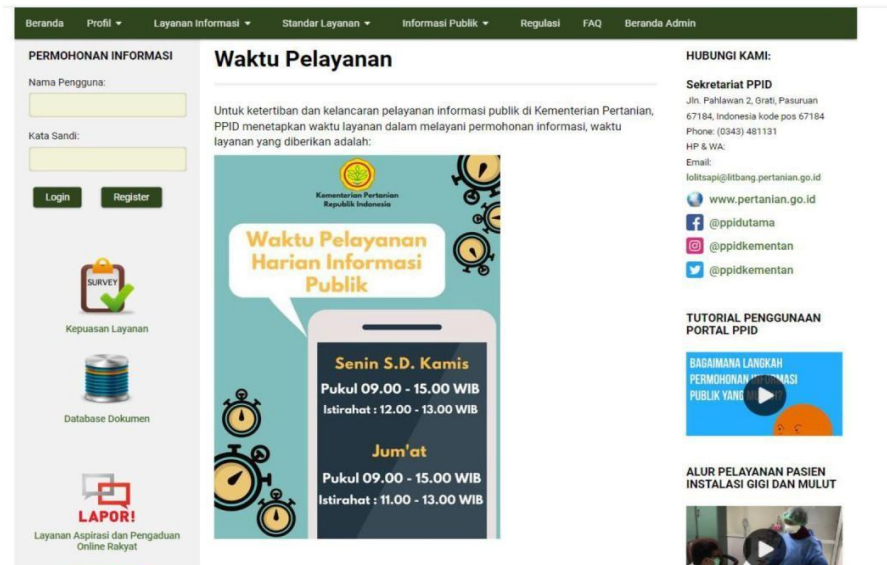 Beranda Profil Layanan Informasi Standar Layanan Informasi Publik Regulasi FAQ Beranda Admin
PERMOHONAN INFORMASI
Nama Pengguna:
Kata Sandi:
Login Register
SURVEY
Kepuasan Layanan
Database Dokumen
LAPOR!
Layanan Aspirasi dan Pengaduan
Online Rakyat
Waktu Pelayanan
Untuk ketertiban dan kelancaran pelayanan informasi publik di Kementerian Pertanian,
PPID menetapkan waktu layanan dalam melayani permohonan informasi, waktu
layanan yang diberikan adalah:
Kementerian Pertanian
Republik Indonesia
Waktu Pelayanan
Harian Informasi
Publik
Senin S.D. Kamis
Pukul 09.00 - 15.00 WIB
Istirahat : 12.00 - 13.00 WIB
Jum'at
Pukul 09.00 - 15.00 WIB
Istirahat : 11.00 - 13.00 WIB
HUBUNGI KAMI:
Sekretariat PPID
Jln. Pahlawan 2, Grati, Pasuruan
67184, Indonesia kode pos 67184
Phone: (0343) 481131
HP & WA:
Email:
lolitsapi@litbang.pertanian.go.id
www.pertanian.go.id
@ppidutama
@ppidkementan
@ppidkementan
TUTORIAL PENGGUNAAN
PORTAL PPID
BAGAIMANA LANGKAH
PERMOHONAN INFORMASI
PUBLIK YANG
ALUR PELAYANAN PASIEN
INSTALASI GIGI DAN MULUT